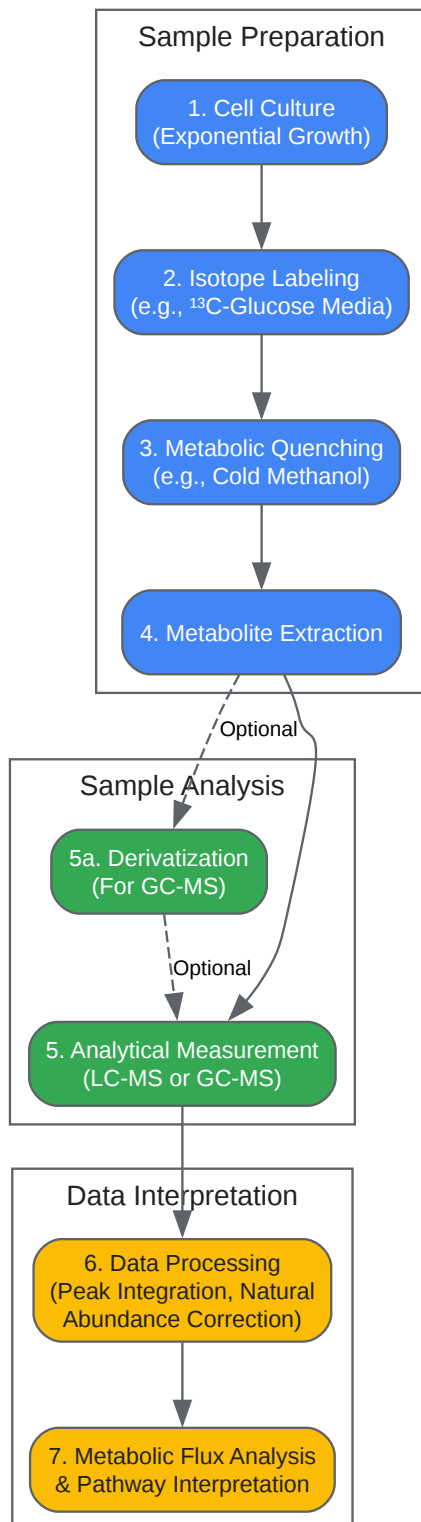 Sample Preparation
1. Cell Culture
(Exponential Growth)
2. Isotope Labeling
(e.g., ¹³C-Glucose Media)
3. Metabolic Quenching
(e.g., Cold Methanol)
4. Metabolite Extraction
Optional
Sample Analysis
5a. Derivatization
(For GC-MS)
Optional
5. Analytical Measurement
(LC-MS or GC-MS)
Data Interpretation
6. Data Processing
(Peak Integration, Natural
Abundance Correction)
7. Metabolic Flux Analysis
& Pathway Interpretation